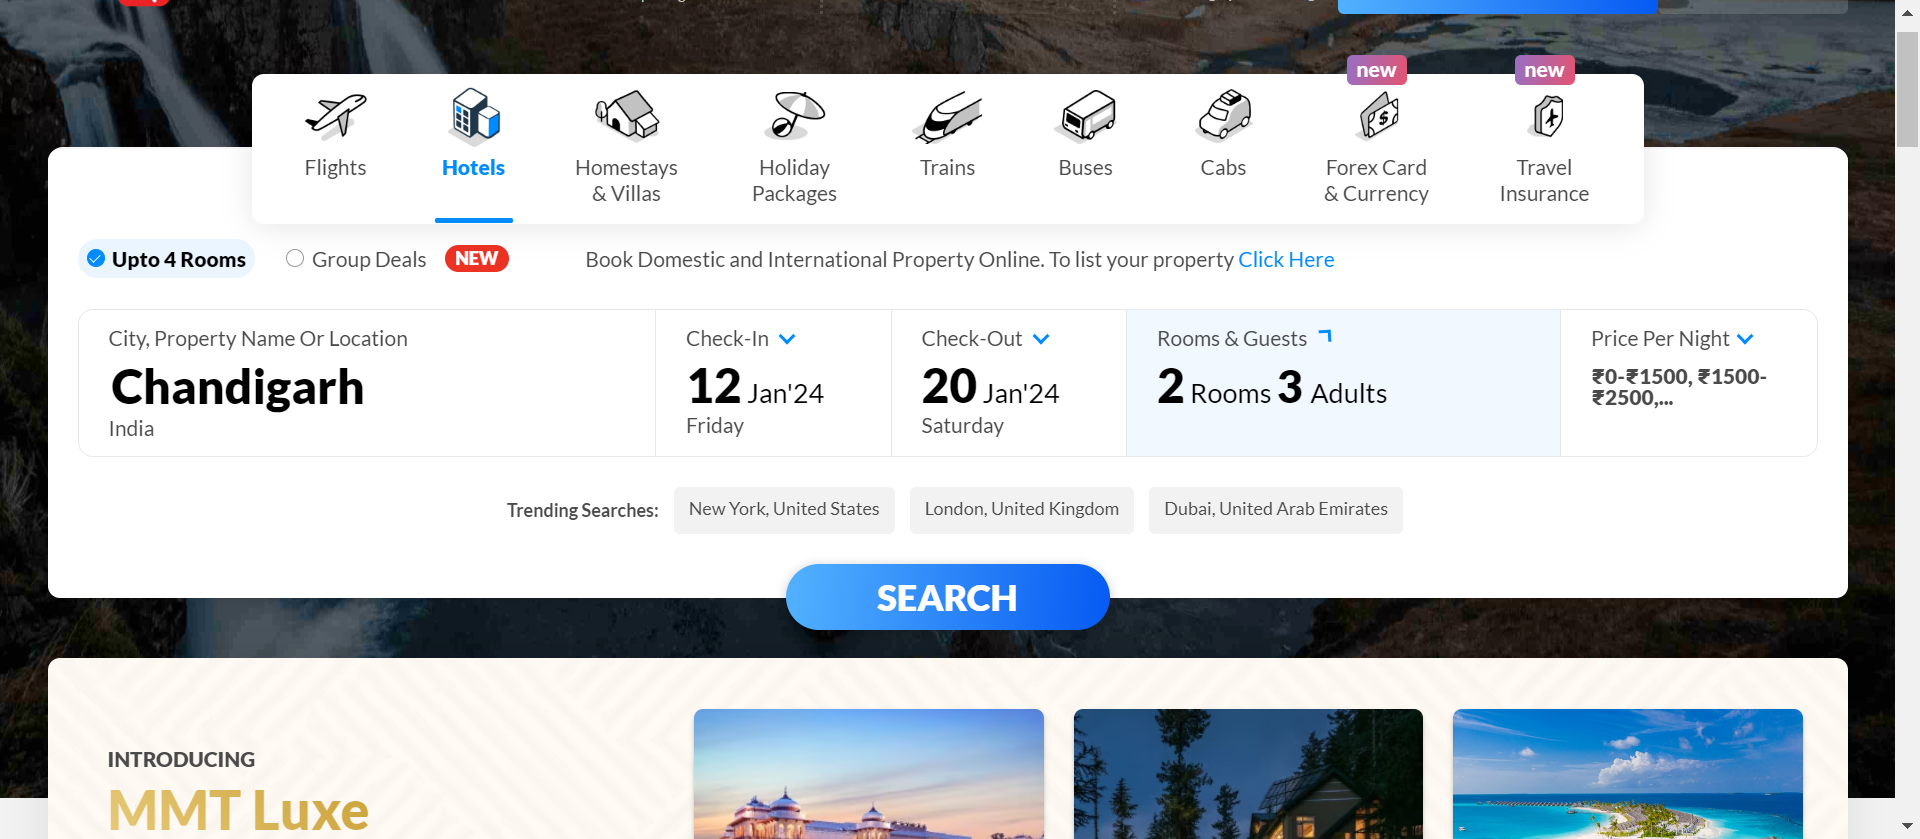 new
new
Flights
Hotels
Homestays
& Villas
Holiday
Packages
Trains
Buses
Cabs
Forex Card
& Currency
Travel
Insurance
Upto 4 Rooms
Group Deals
NEW
Book Domestic and International Property Online. To list your property Click Here
City, Property Name Or Location
Chandigarh
India
Check-In
12 Jan'24
Friday
Check-Out
20 Jan'24
Saturday
Rooms & Guests
2 Rooms 3 Adults
Price Per Night
₹0-₹1500, ₹1500-
₹2500,...
Trending Searches:
New York, United States
London, United Kingdom
Dubai, United Arab Emirates
SEARCH
INTRODUCING
MMT Luxe